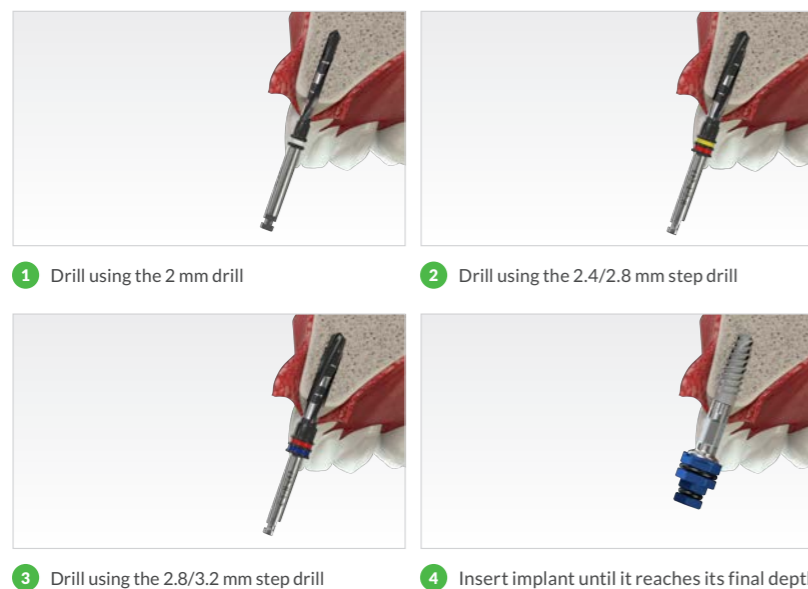 1 Drill using the 2 mm drill
2 Drill using the 2.4/2.8 mm step drill
3 Drill using the 2.8/3.2 mm step drill
4 Insert implant until it reaches its final depth